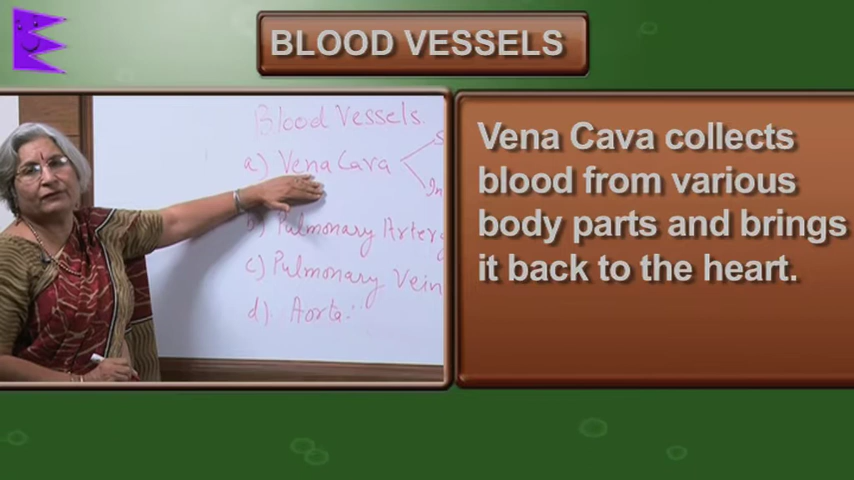 BLOOD VESSELS
Blood Vessels.
a) Vena Cava
b) Pulmonary Artery
c) Pulmonary Vein
d) Aorta
Vena Cava collects
blood from various
body parts and brings
it back to the heart.